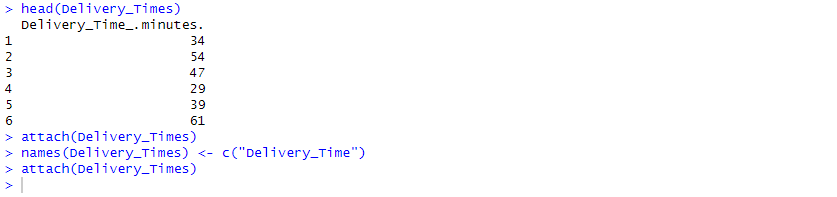 > head(Delivery_Times)
  Delivery_Time_.minutes.
1                      34
2                      54
3                      47
4                      29
5                      39
6                      61
> attach(Delivery_Times)
> names(Delivery_Times) <- c("Delivery_Time")
> attach(Delivery_Times)
>